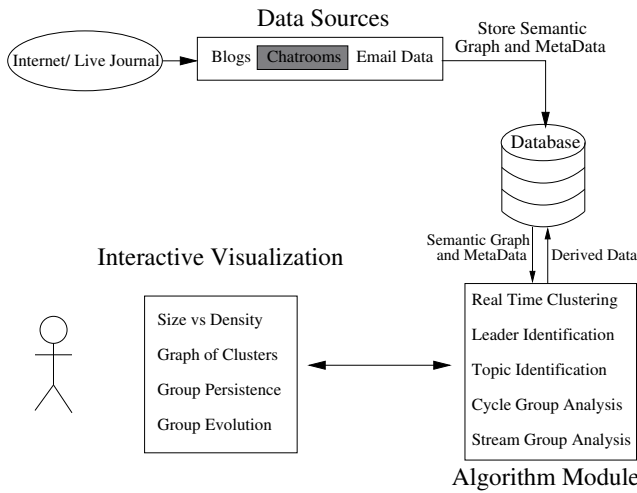 Data Sources
Store Semantic
Graph and MetaData
Internet/ Live Journal
Blogs Chatrooms Email Data
Database
Semantic Graph
and MetaData
Derived Data
Interactive Visualization
Size vs Density
Graph of Clusters
Group Persistence
Group Evolution
Real Time Clustering
Leader Identification
Topic Identification
Cycle Group Analysis
Stream Group Analysis
Algorithm Module